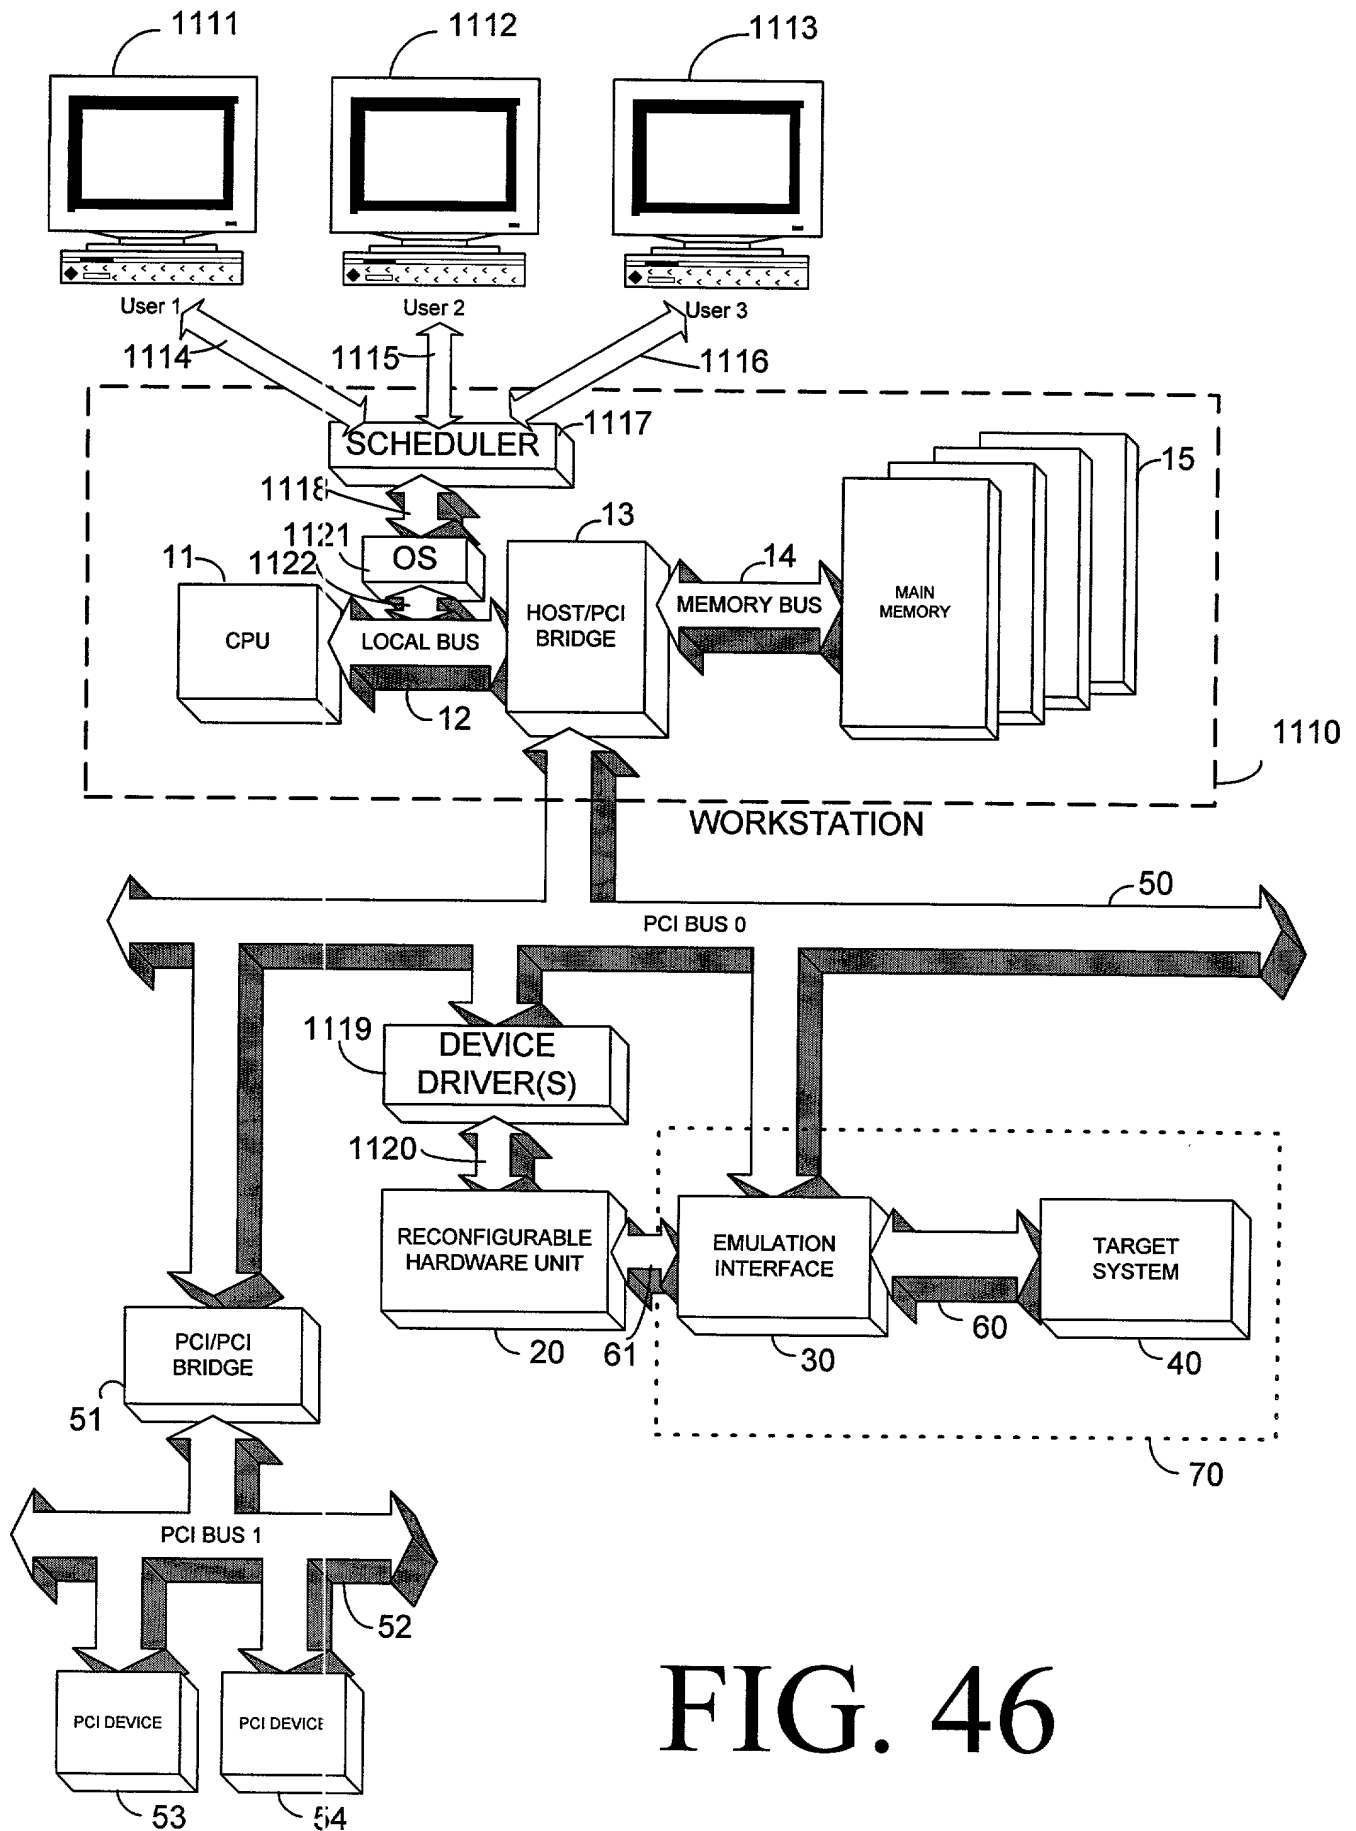 1111
1112
1113
User 1
User 2
User 3
1114
1115
1116
SCHEDULER
1117
15
1118
1121
OS
13
11
1122
14
CPU
LOCAL BUS
HOST/PCI
BRIDGE
MEMORY BUS
MAIN
MEMORY
12
1110
WORKSTATION
50
PCI BUS 0
1119
DEVICE
DRIVER(S)
1120
RECONFIGURABLE
HARDWARE UNIT
EMULATION
INTERFACE
TARGET
SYSTEM
20
61
30
60
40
PCI/PCI
BRIDGE
51
70
PCI BUS 1
52
PCI DEVICE
PCI DEVICE
53
54
FIG. 46